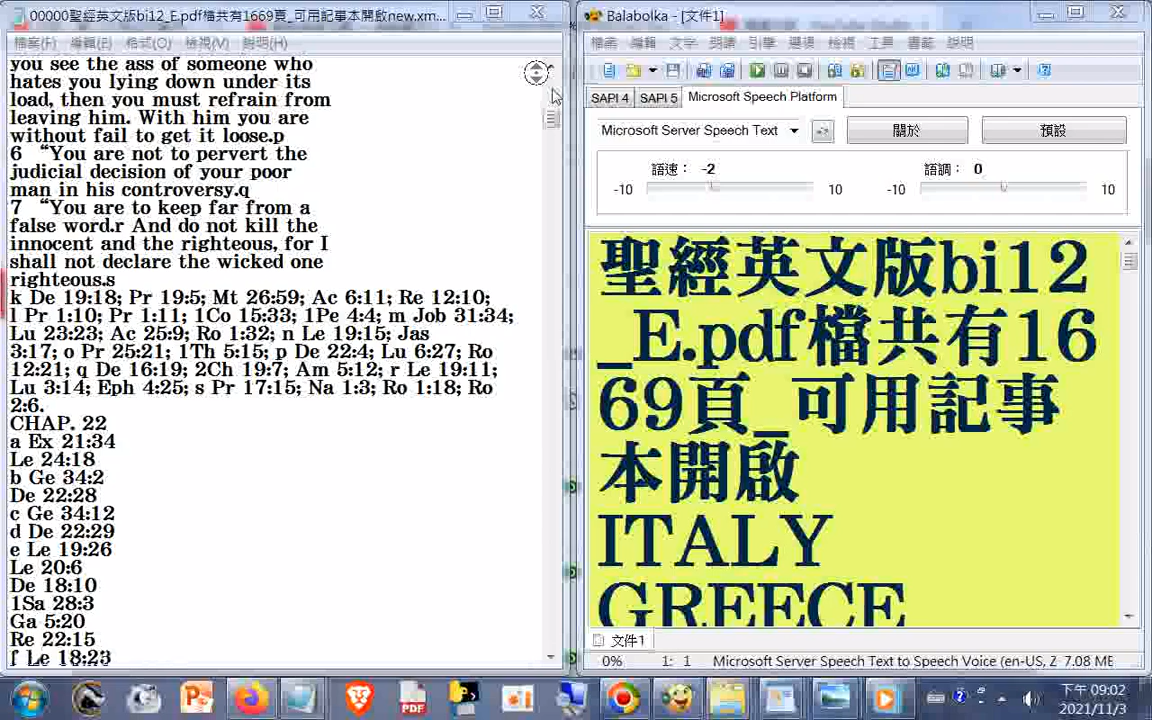 00000聖經英文版bi12_E.pdf檔共有1669頁_可用記事本開啟new.xm...
檔案(F) 編輯(E) 格式(O) 檢視(V) 說明(H)
you see the ass of someone who
hates you lying down under its
load, then you must refrain from
leaving him. With him you are
without fail to get it loose.p
6 “You are not to pervert the
judicial decision of your poor
man in his controversy.q
7 “You are to keep far from a
false word.r And do not kill the
innocent and the righteous, for I
shall not declare the wicked one
righteous.s
k De 19:18; Pr 19:5; Mt 26:59; Ac 6:11; Re 12:10;
l Pr 1:10; Pr 1:11; 1Co 15:33; 1Pe 4:4; m Job 31:34;
Lu 23:23; Ac 25:9; Ro 1:32; n Le 19:15; Jas
3:17; o Pr 25:21; 1Th 5:15; p De 22:4; Lu 6:27; Ro
12:21; q De 16:19; 2Ch 19:7; Am 5:12; r Le 19:11;
Lu 3:14; Eph 4:25; s Pr 17:15; Na 1:3; Ro 1:18; Ro
2:6.
CHAP. 22
a Ex 21:34
Le 24:18
b Ge 34:2
De 22:28
c Ge 34:12
d De 22:29
e Le 19:26
Le 20:6
De 18:10
1Sa 28:3
Ga 5:20
Re 22:15
f Le 18:23
Balabolka - [文件1]
檔案 編輯 文字 朗讀 引擎 選項 檢視 工具 書籤 說明
SAPI 4 SAPI 5 Microsoft Speech Platform
Microsoft Server Speech Text 關於 預設
語速： -2 語調： 0
-10 10 -10 10
聖經英文版bi12
_E.pdf檔共有16
69頁_可用記事
本開啟
ITALY
GREECE
文件1
0% 1: 1 Microsoft Server Speech Text to Speech Voice (en-US, Z 7.08 ME
PDF
下午 09:02
2021/11/3